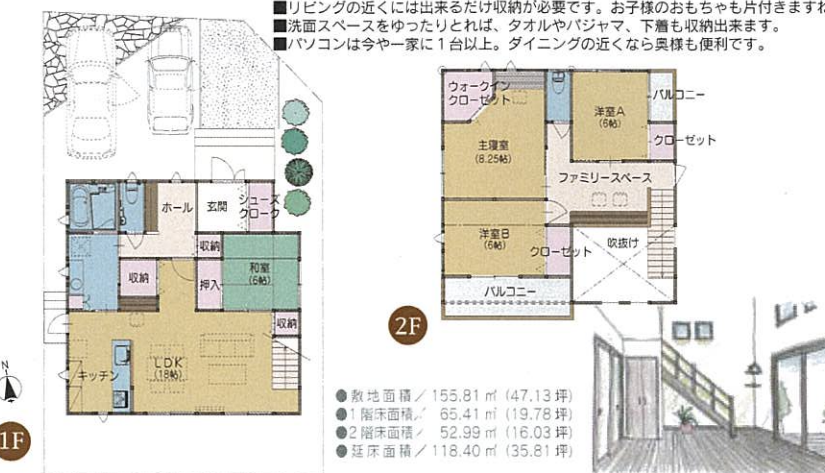 ■リビングの近くには出来るだけ収納が必要です。お子様のおもちゃも片付きますね
■洗面スペースをゆったりとれば、タオルやパジャマ、下着も収納出来ます。
■パソコンは今や一家に1台以上。ダイニングの近くなら奥様も便利です。
ウォークイン
クローゼット
洋室A
(6帖)
バルコニー
主寝室
(8.25帖)
クローゼット
ファミリースペース
洋室B
(6帖)
クローゼット
吹抜け
バルコニー
2F
ホール
玄関
シューズ
クローク
収納
和室
(6帖)
収納
押入
収納
LDK
(18帖)
キッチン
N
1F
●敷地面積/155.81㎡(47.13坪)
●1階床面積/65.41㎡(19.78坪)
●2階床面積/52.99㎡(16.03坪)
●延床面積/118.40㎡(35.81坪)